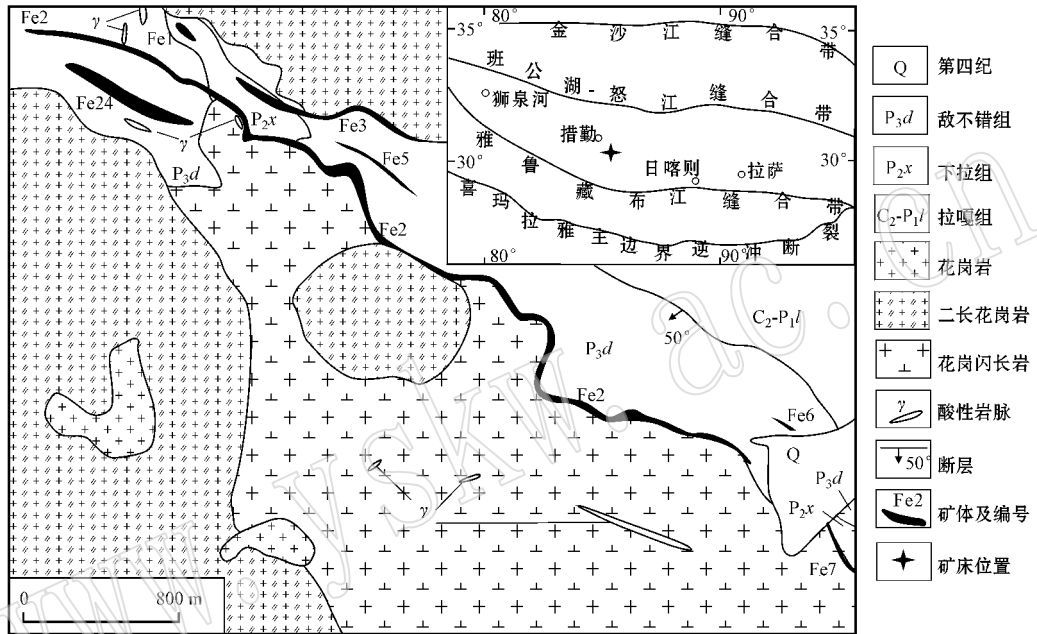 Fe2
γ
Fe1
Fe24
γ
P₂x
Fe3
Fe5
P₃d
Fe2
P₃d
Fe2
50°
C₂-P₁l
Fe6
Q
P₃d
P₂x
Fe7
γ
0 800 m
80° 90°
35° 35°
金沙江缝合带
班公湖-怒江缝合带
狮泉河
措勤
30° 30°
日喀则
拉萨
雅鲁藏布江缝合带
喜玛拉雅主边界逆冲断裂
80° 90°
Q 第四纪
P₃d 敌不错组
P₂x 下拉组
C₂-P₁l 拉嘎组
花岗岩
二长花岗岩
花岗闪长岩
γ 酸性岩脉
50° 断层
Fe2 矿体及编号
矿床位置
www.yskw.ac.cn